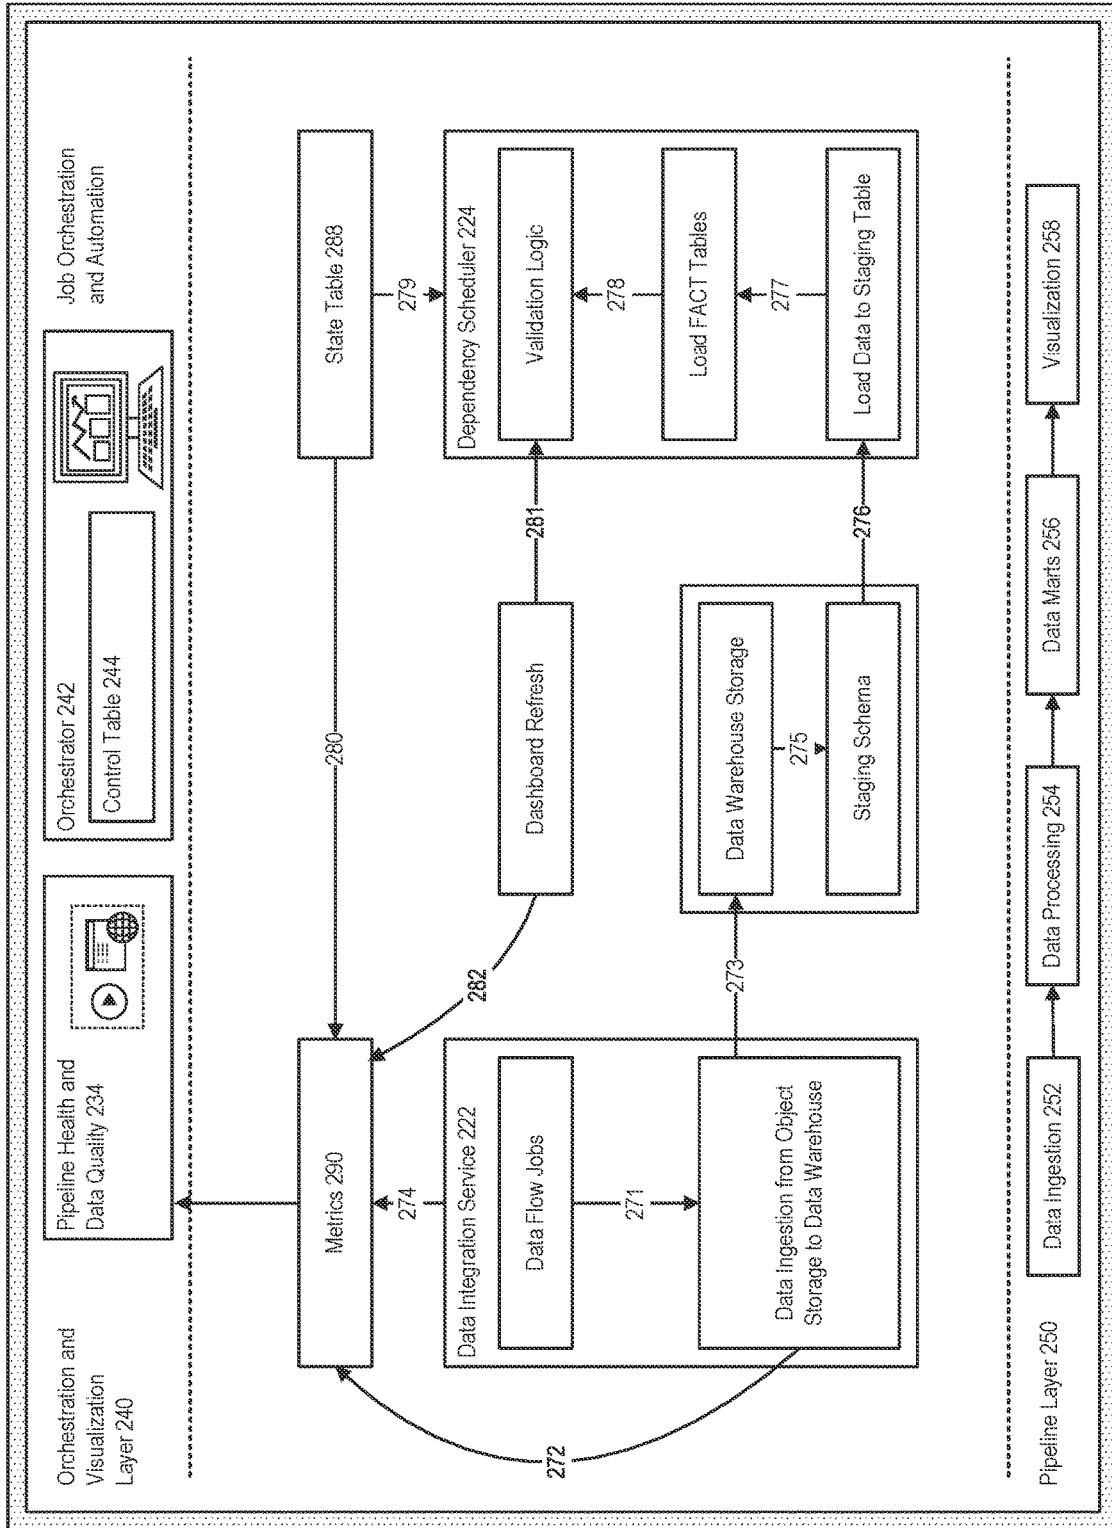 Orchestration and
Visualization
Layer 240
Pipeline Health and
Data Quality 234
Orchestrator 242
Control Table 244
Job Orchestration
and Automation
Metrics 290
280
State Table 288
274
282
279
Data Integration Service 222
Data Flow Jobs
271
Data Ingestion from Object
Storage to Data Warehouse
272
Dashboard Refresh
281
Dependency Scheduler 224
Validation Logic
278
Load FACT Tables
277
Load Data to Staging Table
273
Data Warehouse Storage
275
Staging Schema
276
Pipeline Layer 250
Data Ingestion 252
Data Processing 254
Data Marts 256
Visualization 258